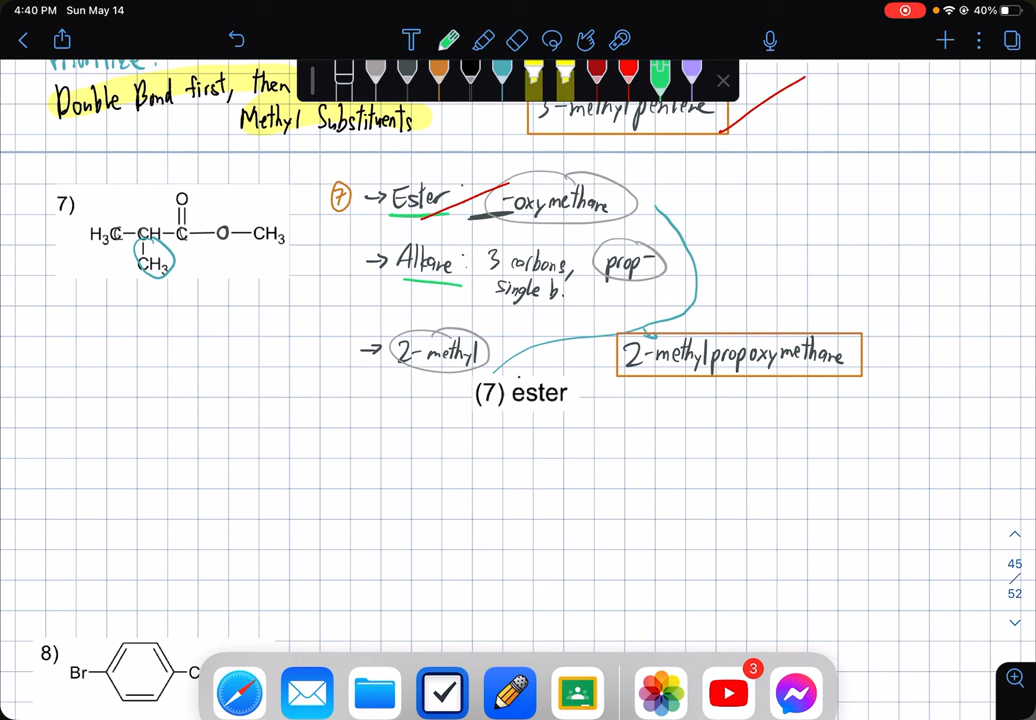 4:40 PM Sun May 14
40%
Prioritize:
Double Bond first, then
Methyl Substituents
3-methylpentene
7)
O
H₃C–CH–C–O–CH₃
CH₃
7 → Ester: -oxymethane
→ Alkane: 3 carbons, prop-
single b.
→ 2-methyl
2-methylpropoxymethane
(7) ester
45
52
8)
Br
C
3